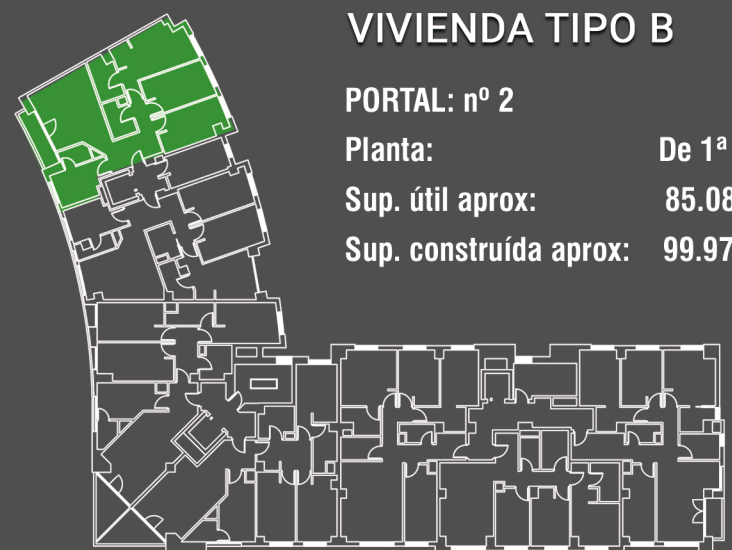 VIVIENDA TIPO B
PORTAL: nº 2
Planta: De 1ª
Sup. útil aprox: 85.08
Sup. construída aprox: 99.97